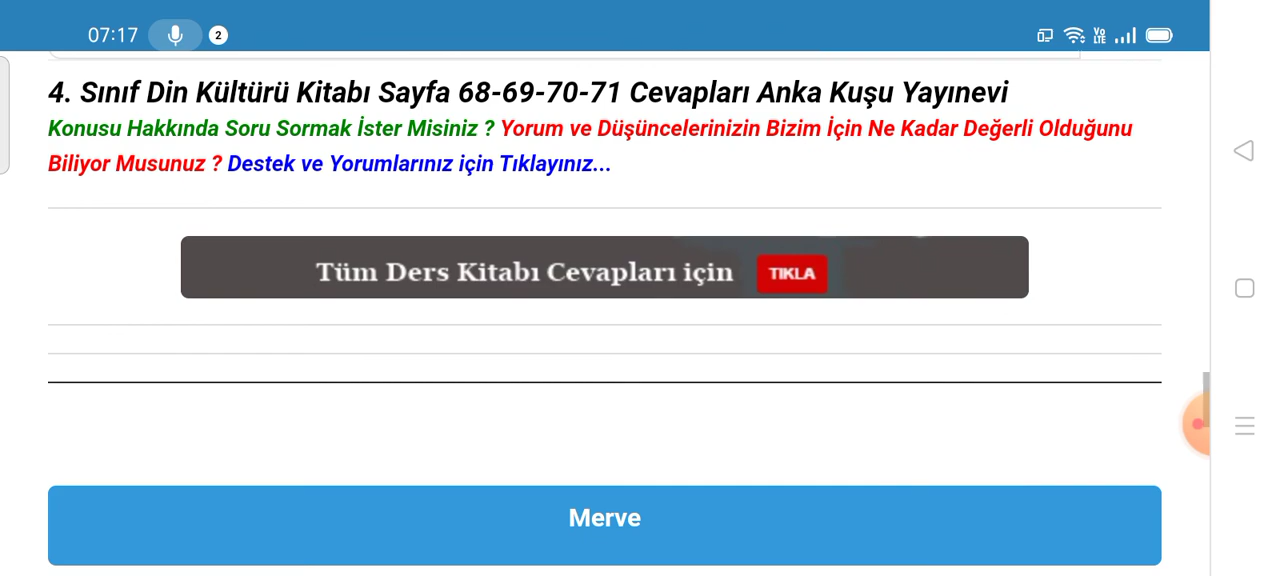 07:17
2
VoLTE
4. Sınıf Din Kültürü Kitabı Sayfa 68-69-70-71 Cevapları Anka Kuşu Yayınevi
Konusu Hakkında Soru Sormak İster Misiniz ? Yorum ve Düşüncelerinizin Bizim İçin Ne Kadar Değerli Olduğunu
Biliyor Musunuz ? Destek ve Yorumlarınız için Tıklayınız...
Tüm Ders Kitabı Cevapları için TIKLA
Merve